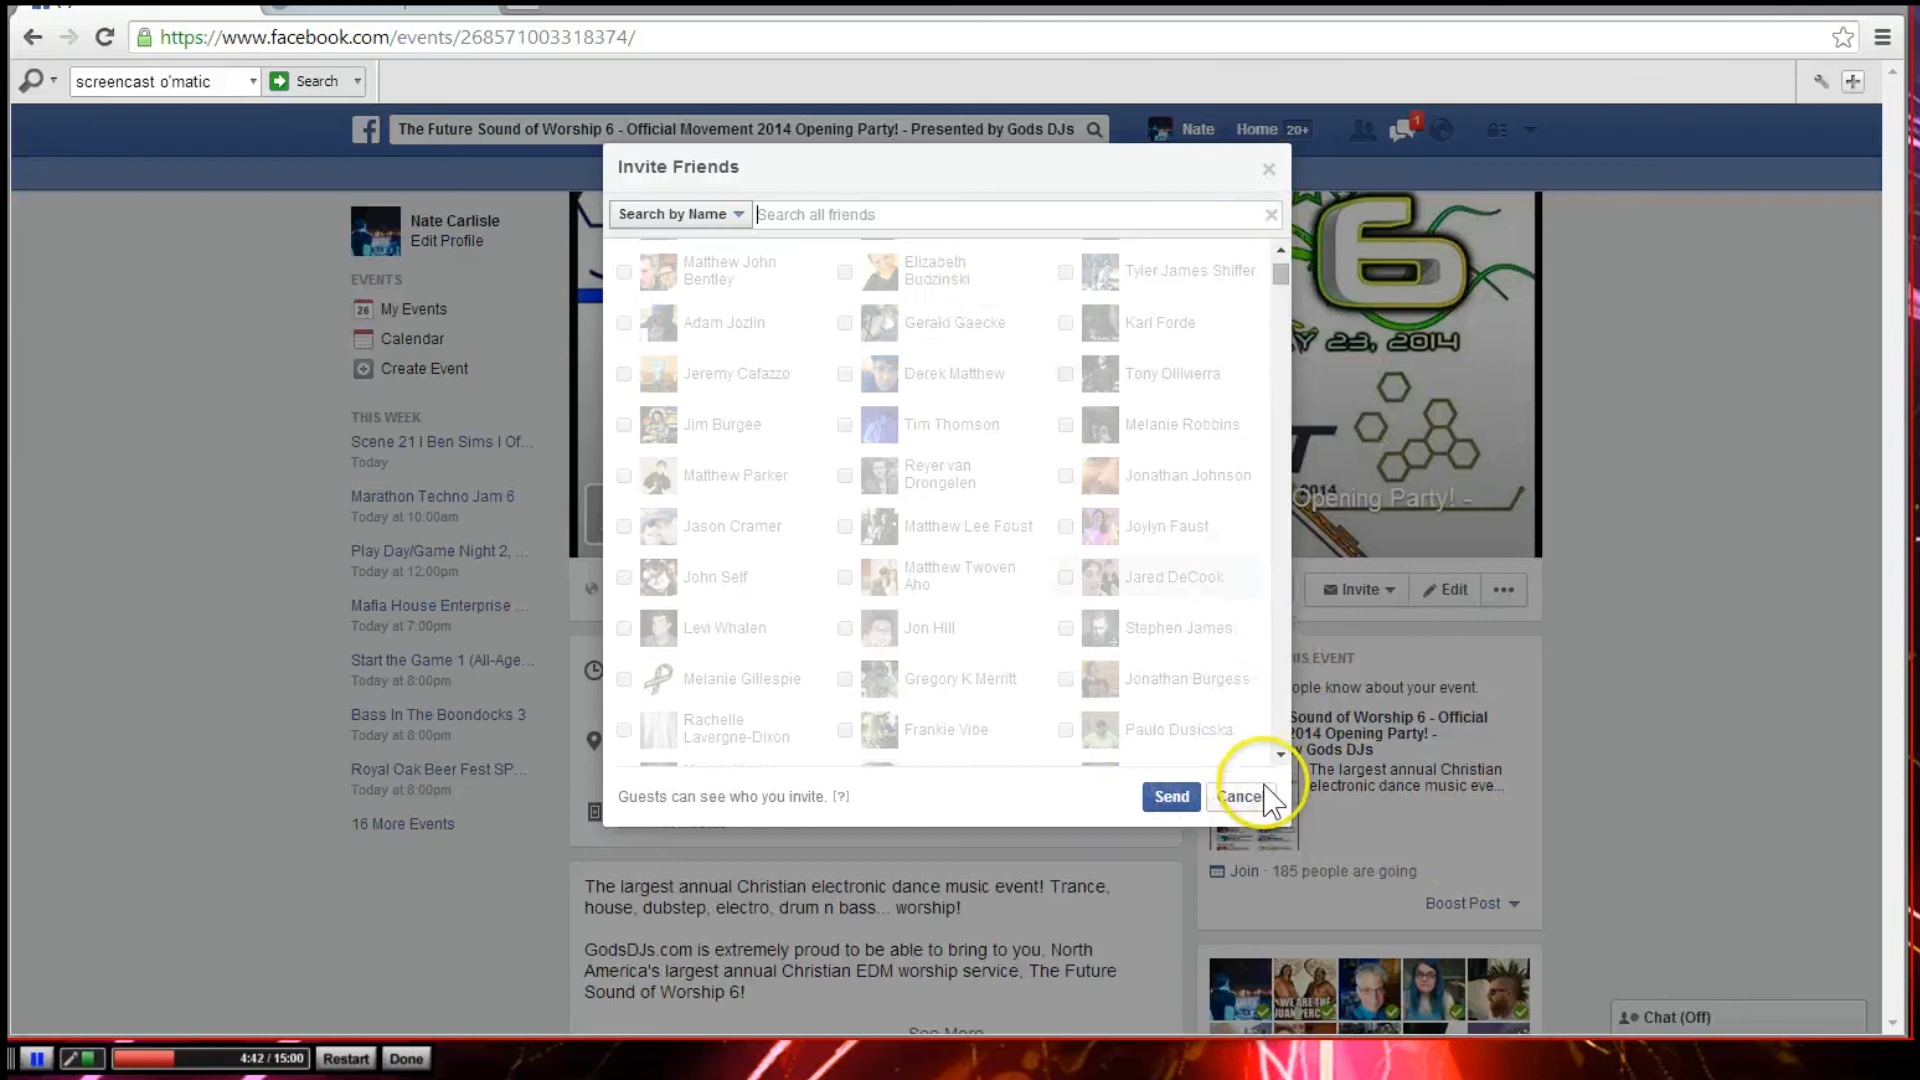 https://www.facebook.com/events/268571003318374/
screencast o'matic
Search
The Future Sound of Worship 6 - Official Movement 2014 Opening Party! - Presented by Gods DJs
Nate
Home 20+
1
Invite Friends
Search by Name
Search all friends
Nate Carlisle
Edit Profile
EVENTS
26 My Events
Calendar
Create Event
THIS WEEK
Scene 21 I Ben Sims I Of...
Today
Marathon Techno Jam 6
Today at 10:00am
Play Day/Game Night 2, ...
Today at 12:00pm
Mafia House Enterprise ...
Today at 7:00pm
Start the Game 1 (All-Age...
Today at 8:00pm
Bass In The Boondocks 3
Today at 8:00pm
Royal Oak Beer Fest SP...
Today at 8:00pm
16 More Events
Matthew John Bentley
Elizabeth Budzinski
Tyler James Shiffer
Adam Jozlin
Gerald Gaecke
Karl Forde
Jeremy Cafazzo
Derek Matthew
Tony Ollivierra
Jim Burgee
Tim Thomson
Melanie Robbins
Matthew Parker
Reyer van Drongelen
Jonathan Johnson
Jason Cramer
Matthew Lee Foust
Joylyn Faust
John Self
Matthew Twoven Aho
Jared DeCook
Levi Whalen
Jon Hill
Stephen James
Melanie Gillespie
Gregory K Merritt
Jonathan Burgess
Rachelle Lavergne-Dixon
Frankie Vibe
Paulo Dusicska
Guests can see who you invite. [?]
Send
Cancel
6
Y 23, 2014
2014
Opening Party! -
Invite
Edit
IS EVENT
ople know about your event.
Sound of Worship 6 - Official
2014 Opening Party! -
y Gods DJs
The largest annual Christian
electronic dance music eve...
Join · 185 people are going
Boost Post
The largest annual Christian electronic dance music event! Trance,
house, dubstep, electro, drum n bass... worship!
GodsDJs.com is extremely proud to be able to bring to you, North
America's largest annual Christian EDM worship service, The Future
Sound of Worship 6!
See More
WE ARE THE
JUAN PERC
Chat (Off)
4:42 / 15:00
Restart
Done